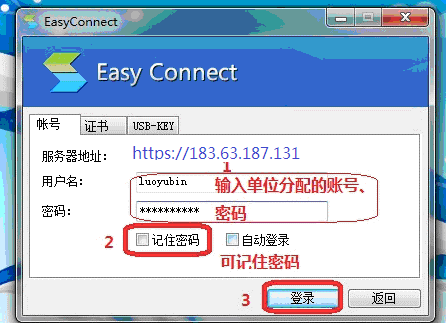 EasyConnect
Easy Connect
帐号 证书 USB-KEY
服务器地址： https://183.63.187.131
1
用户名： luoyubin 输入单位分配的账号、
密码： ********** 密码
2 记住密码 自动登录
可记住密码
3 登录 返回